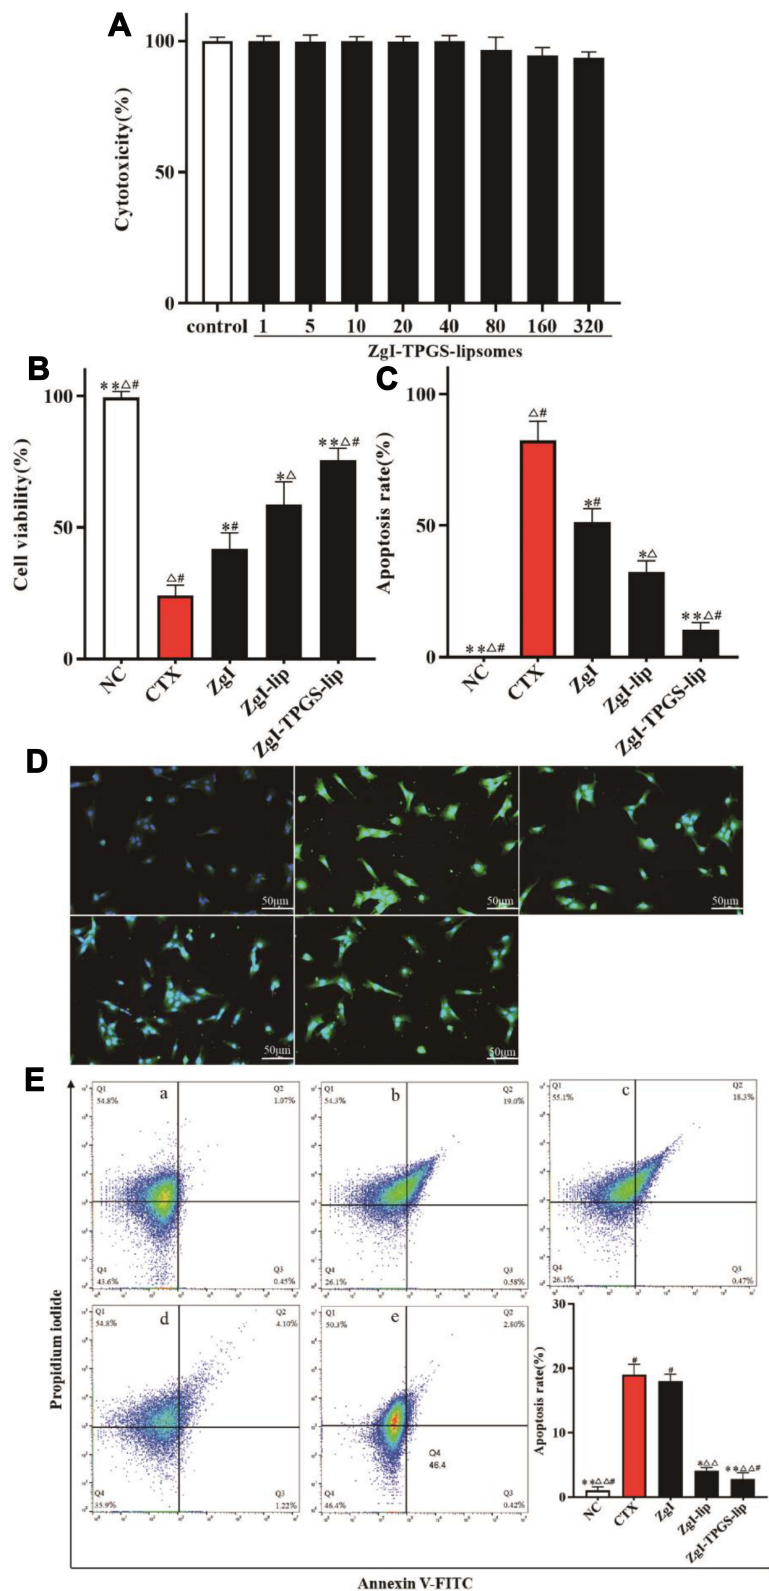 A
Cytotoxicity(%)
100
50
0
control 1 5 10 20 40 80 160 320
ZgI-TPGS-lipsomes
B
Cell viability(%)
100
50
0
**△#
△#
*#
*△
**△#
NC
CTX
ZgI
ZgI-lip
ZgI-TPGS-lip
C
Apoptosis rate(%)
100
50
0
**△#
△#
*#
*△
**△#
NC
CTX
ZgI
ZgI-lip
ZgI-TPGS-lip
D
50μm
50μm
50μm
50μm
50μm
E
Propidium iodide
a
Q1
54.8%
Q2
1.07%
Q4
43.6%
Q3
0.45%
b
Q1
54.3%
Q2
19.0%
Q4
26.1%
Q3
0.58%
c
Q1
55.1%
Q2
18.3%
Q4
26.1%
Q3
0.47%
d
54.8%
Q2
4.10%
Q4
35.9%
Q3
1.22%
e
Q1
50.3%
Q2
2.80%
Q4
46.4
Q4
46.4%
Q3
0.42%
Apoptosis rate(%)
30
20
10
0
**△△#
#
#
*△△
**△△#
NC
CTX
ZgI
ZgI-lip
ZgI-TPGS-lip
Annexin V-FITC